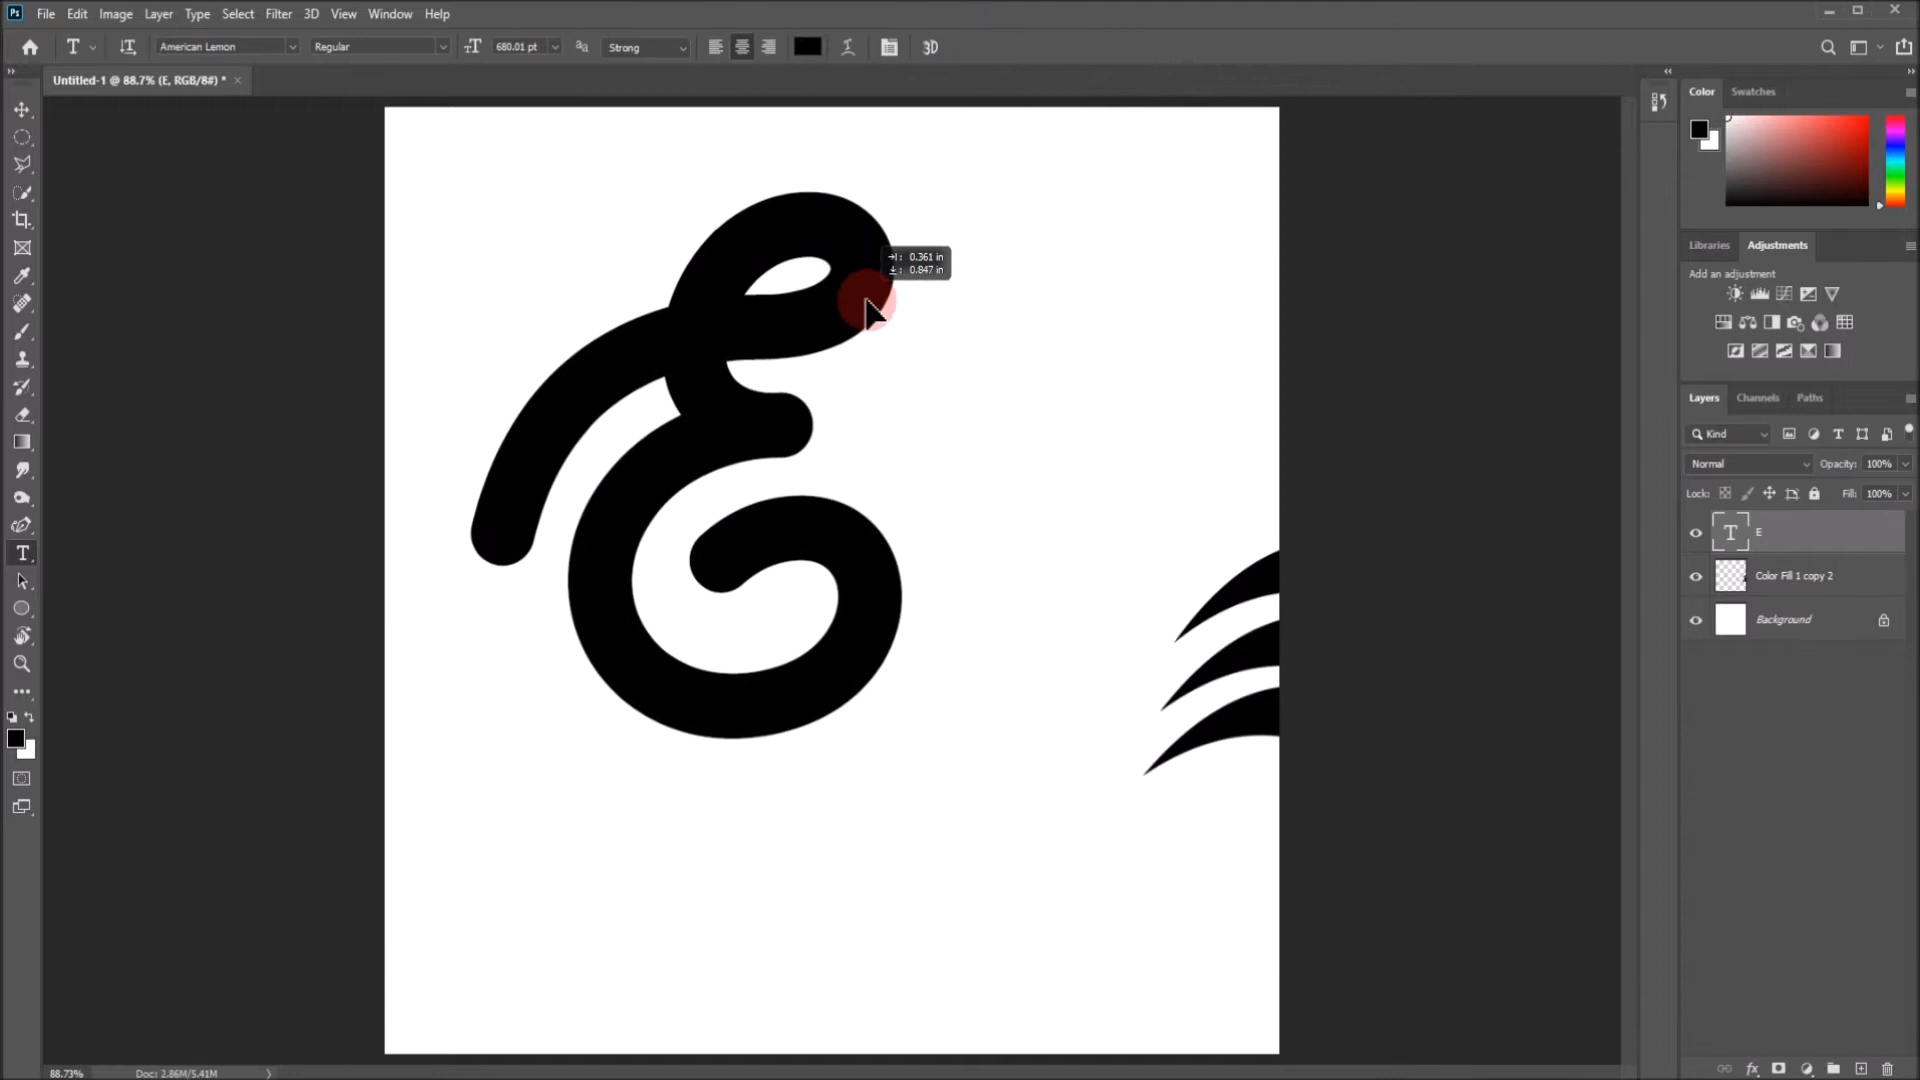 Ps File Edit Image Layer Type Select Filter 3D View Window Help
T American Lemon Regular 680.01 pt aa Strong 3D
Untitled-1 @ 88.7% (E, RGB/8#) * ×
Color Swatches
Libraries Adjustments
Add an adjustment
Layers Channels Paths
Kind
Normal Opacity: 100%
Lock: Fill: 100%
T E
Color Fill 1 copy 2
Background
0.361 in
0.847 in
E
88.73% Doc: 2.86M/5.41M